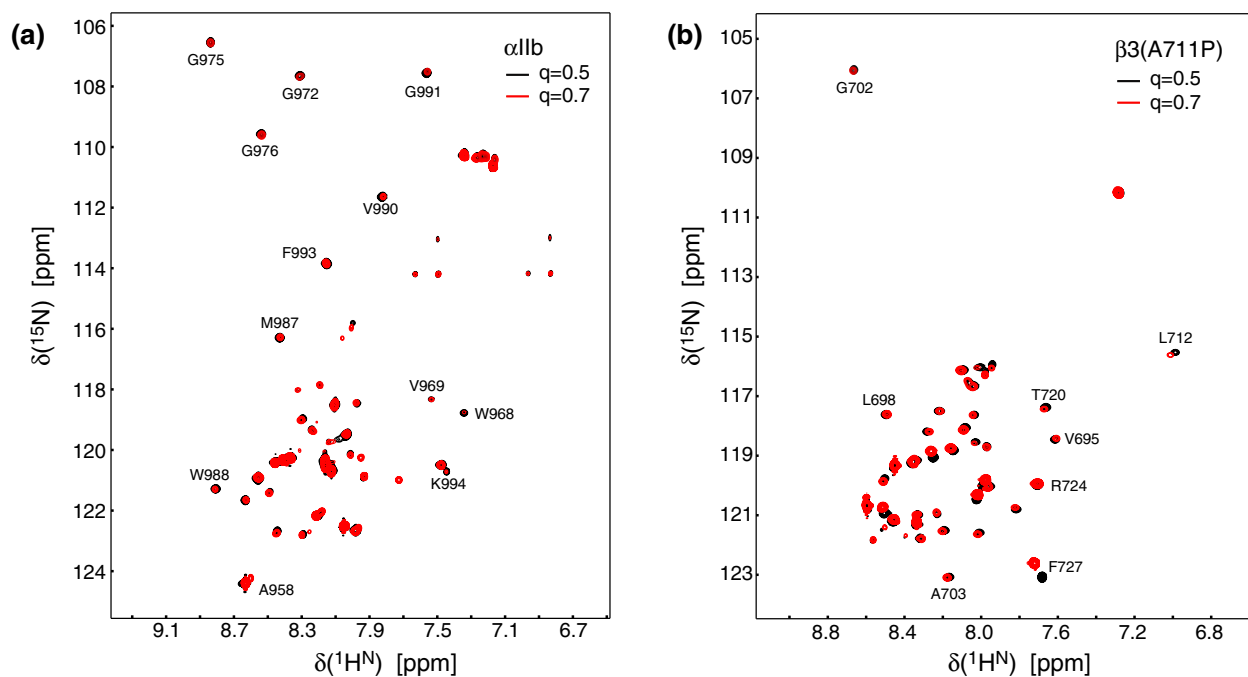 (a)
αIIb
q=0.5
q=0.7
106
108
110
112
114
116
118
120
122
124
δ(¹⁵N) [ppm]
G975
G972
G991
G976
V990
F993
M987
V969
W968
W988
K994
A958
9.1 8.7 8.3 7.9 7.5 7.1 6.7
δ(¹Hᴺ) [ppm]
(b)
β3(A711P)
q=0.5
q=0.7
105
107
109
111
113
115
117
119
121
123
δ(¹⁵N) [ppm]
G702
L712
L698
T720
V695
R724
F727
A703
8.8 8.4 8.0 7.6 7.2 6.8
δ(¹Hᴺ) [ppm]